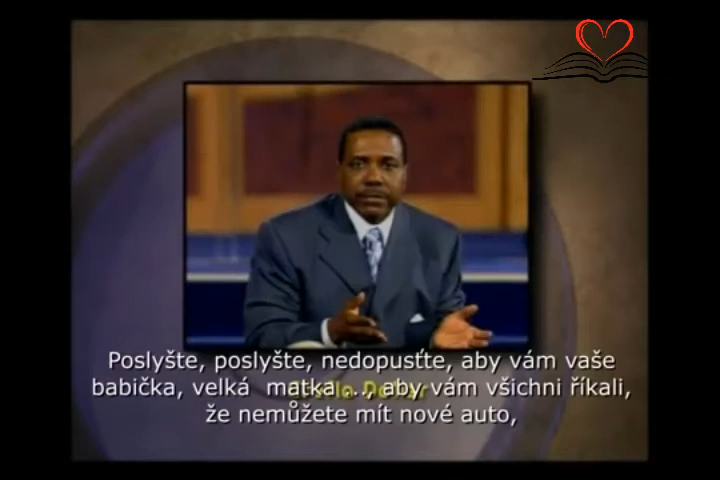 Poslyšte, poslyšte, nedopusťte, aby vám vaše
babička, velká  matka..., aby vám všichni říkali,
že nemůžete mít nové auto,